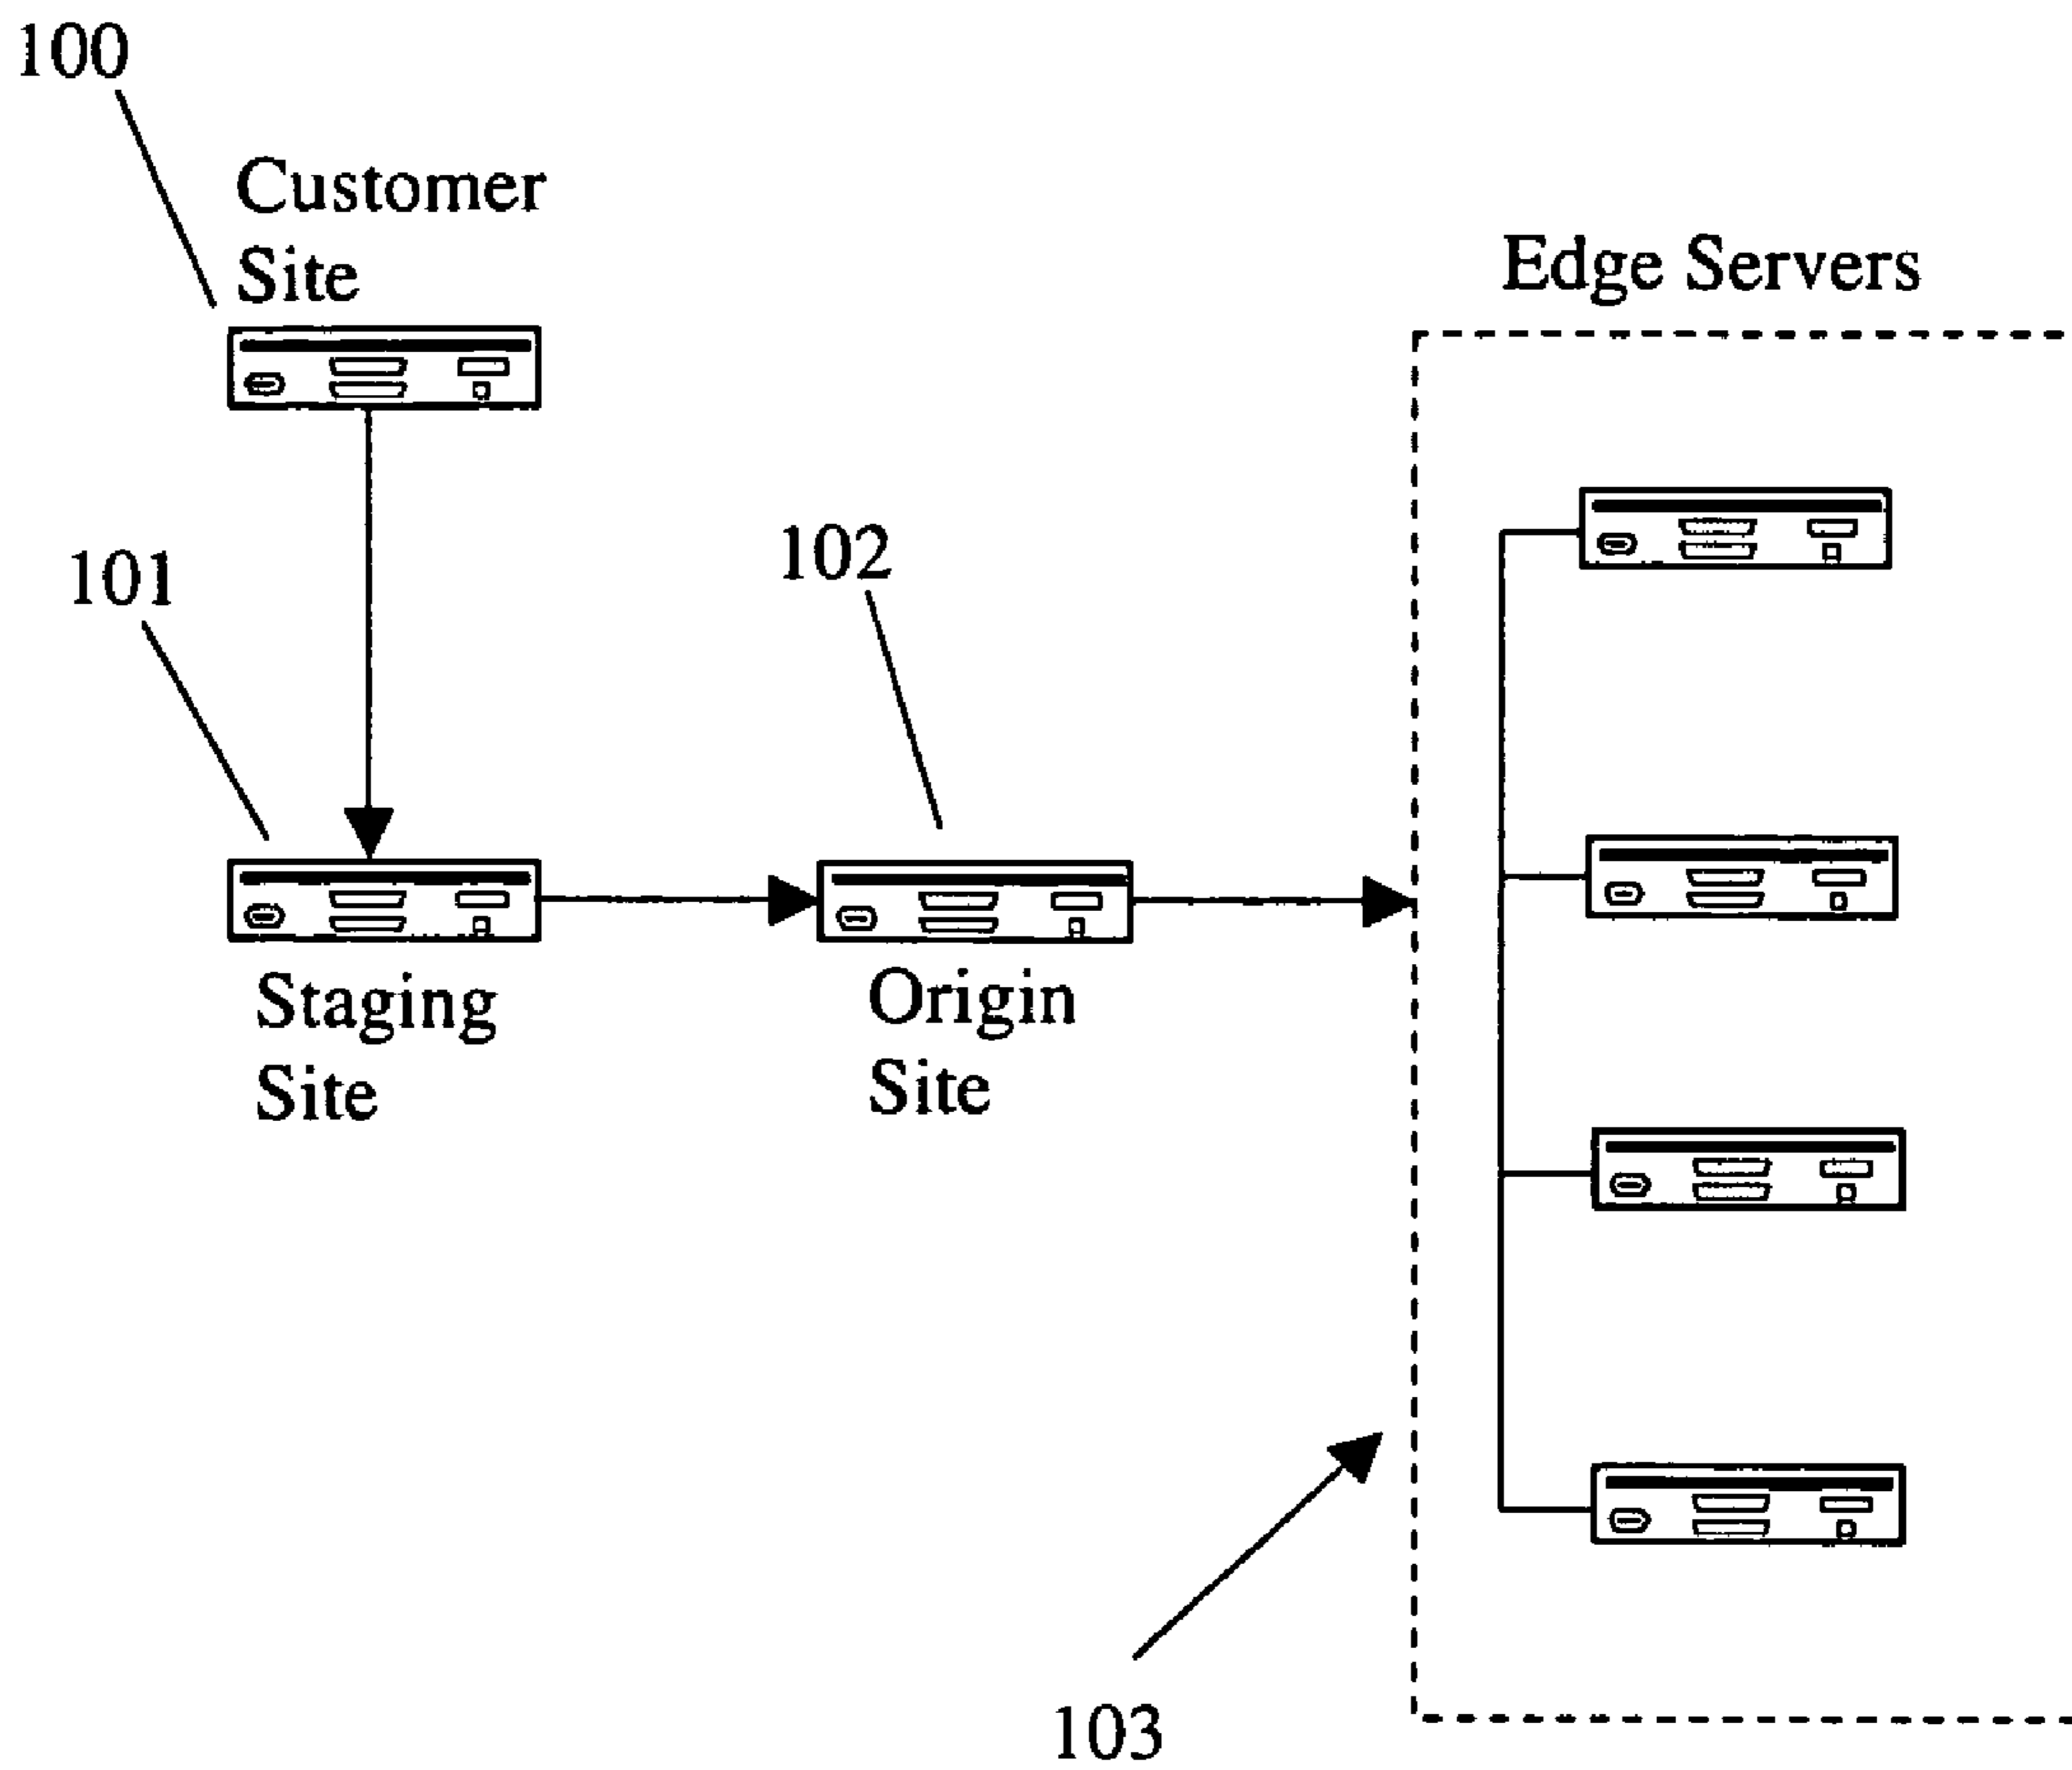 100
Customer
Site
Edge Servers
101
102
Staging
Site
Origin
Site
103